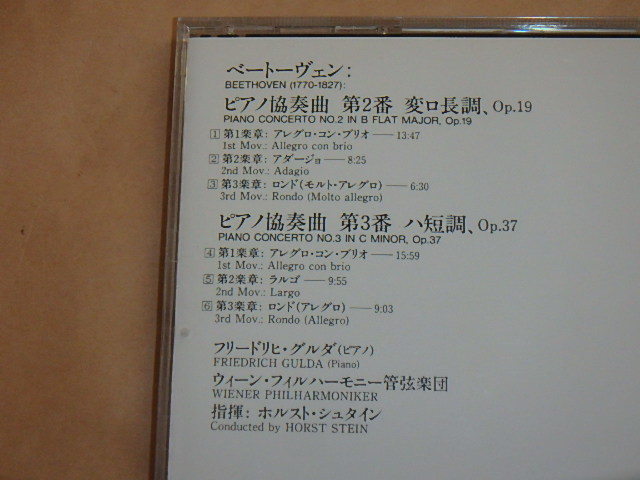 ベートーヴェン:
BEETHOVEN (1770-1827):
ピアノ協奏曲 第2番 変ロ長調、Op.19
PIANO CONCERTO NO.2 IN B FLAT MAJOR, Op.19
1 第1楽章: アレグロ・コン・ブリオ — 13:47
1st Mov.: Allegro con brio
2 第2楽章: アダージョ — 8:25
2nd Mov.: Adagio
3 第3楽章: ロンド(モルト・アレグロ) — 6:30
3rd Mov.: Rondo (Molto allegro)
ピアノ協奏曲 第3番 ハ短調、Op.37
PIANO CONCERTO NO.3 IN C MINOR, Op.37
4 第1楽章: アレグロ・コン・ブリオ — 15:59
1st Mov.: Allegro con brio
5 第2楽章: ラルゴ — 9:55
2nd Mov.: Largo
6 第3楽章: ロンド(アレグロ) — 9:03
3rd Mov.: Rondo (Allegro)
フリードリヒ・グルダ(ピアノ)
FRIEDRICH GULDA (Piano)
ウィーン・フィルハーモニー管弦楽団
WIENER PHILHARMONIKER
指揮: ホルスト・シュタイン
Conducted by HORST STEIN